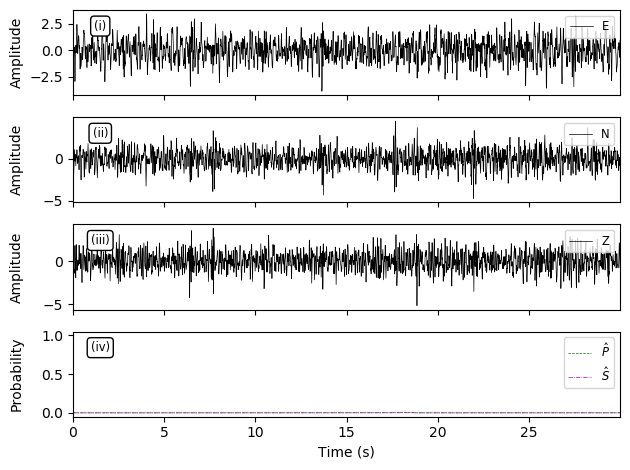 Amplitude
2.5
0.0
−2.5
(i)
E
Amplitude
0
−5
(ii)
N
Amplitude
0
−5
(iii)
Z
Probability
1.0
0.5
0.0
(iv)
P̂
Ŝ
0 5 10 15 20 25
Time (s)